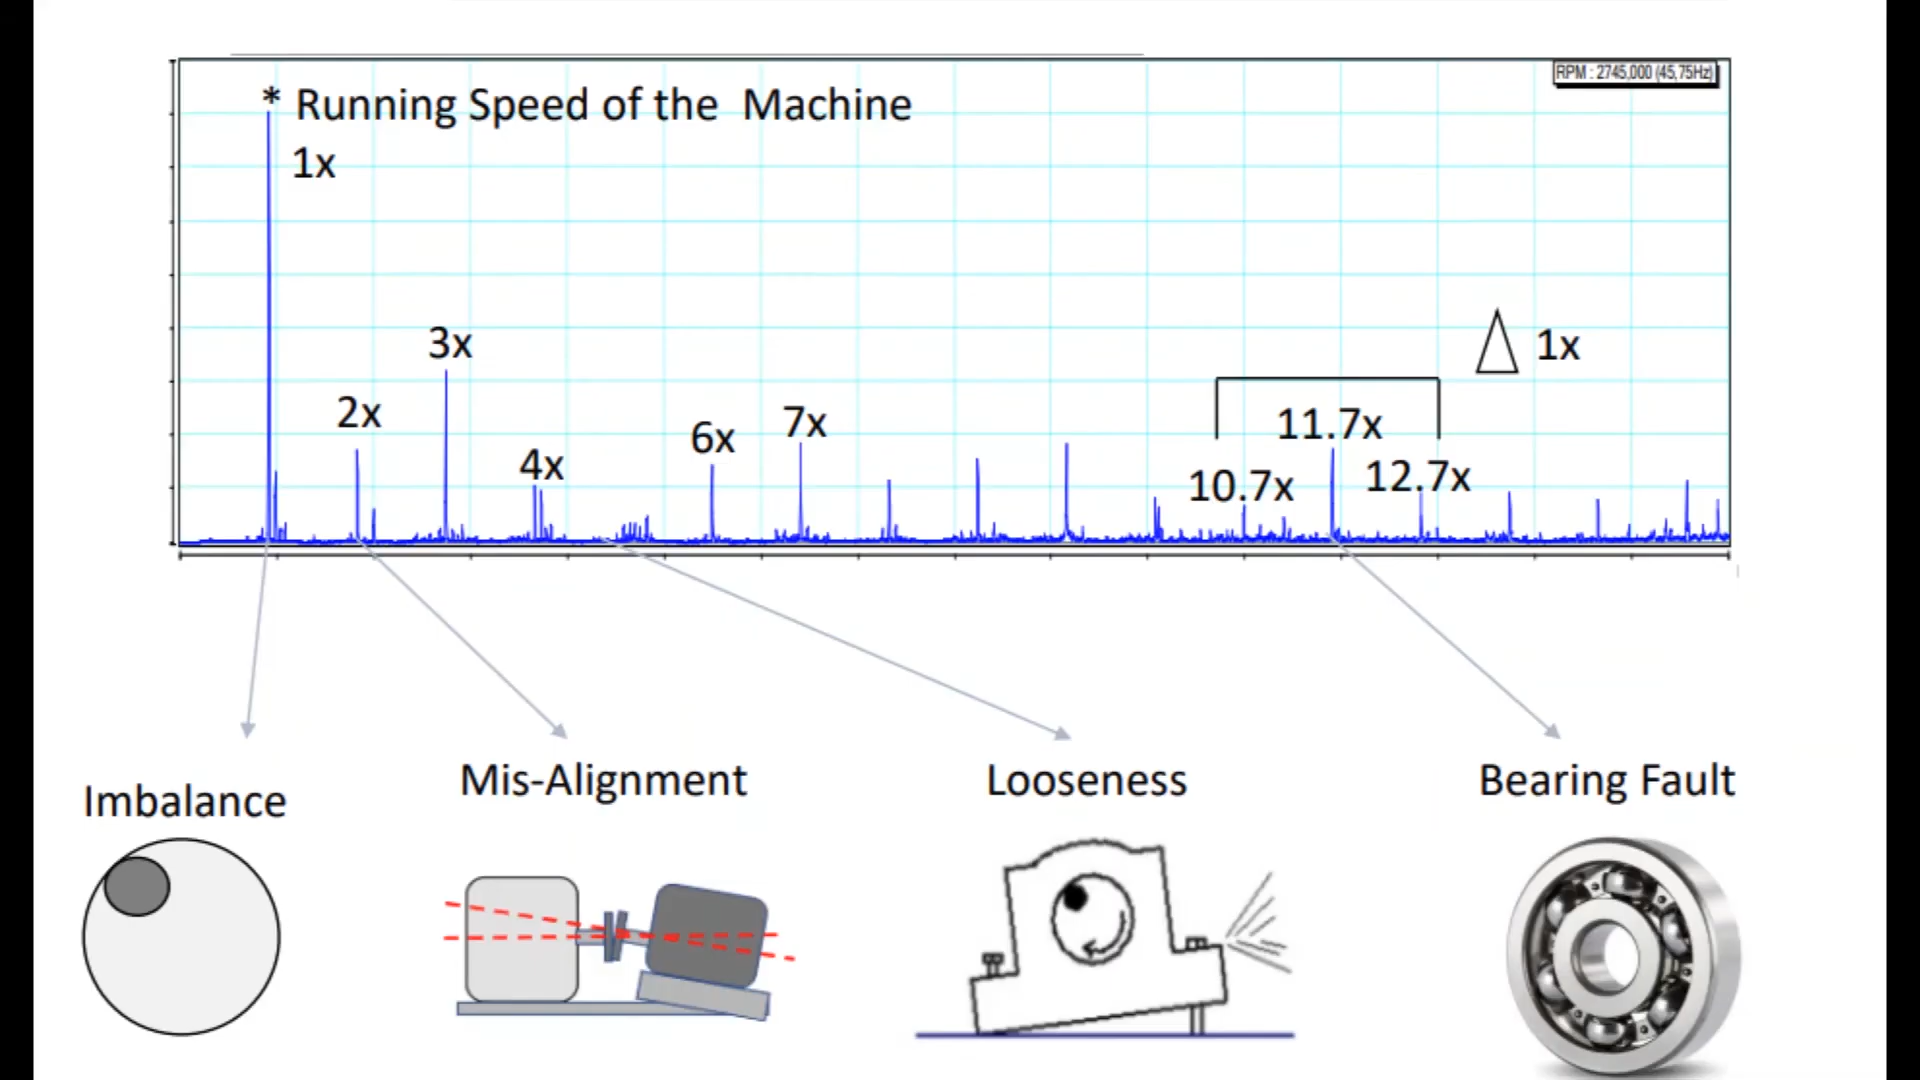 RPM : 2745,000 (45,75Hz)
* Running Speed of the Machine
1x
3x
1x
2x
7x
11.7x
6x
4x
10.7x
12.7x
Imbalance
Mis-Alignment
Looseness
Bearing Fault